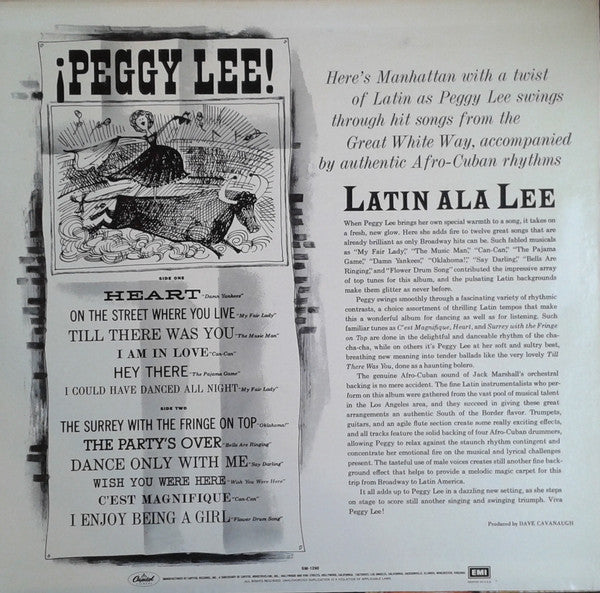 ¡PEGGY LEE!
SIDE ONE
HEART "Damn Yankees"
ON THE STREET WHERE YOU LIVE "My Fair Lady"
TILL THERE WAS YOU "The Music Man"
I AM IN LOVE "Can-Can"
HEY THERE "The Pajama Game"
I COULD HAVE DANCED ALL NIGHT "My Fair Lady"
SIDE TWO
THE SURREY WITH THE FRINGE ON TOP "Oklahoma!"
THE PARTY'S OVER "Bells Are Ringing"
DANCE ONLY WITH ME "Say Darling"
WISH YOU WERE HERE "Wish You Were Here"
C'EST MAGNIFIQUE "Can-Can"
I ENJOY BEING A GIRL "Flower Drum Song"
Here's Manhattan with a twist
of Latin as Peggy Lee swings
through hit songs from the
Great White Way, accompanied
by authentic Afro-Cuban rhythms
LATIN ALA LEE
When Peggy Lee brings her own special warmth to a song, it takes on
a fresh, new glow. Here she adds fire to twelve great songs that are
already brilliant as only Broadway hits can be. Such fabled musicals
as "My Fair Lady," "The Music Man," "Can-Can," "The Pajama
Game," "Damn Yankees," "Oklahoma!," "Say Darling," "Bells Are
Ringing," and "Flower Drum Song" contributed the impressive array
of top tunes for this album, and the pulsating Latin backgrounds
make them glitter as never before.
Peggy swings smoothly through a fascinating variety of rhythmic
contrasts, a choice assortment of thrilling Latin tempos that make
this a wonderful album for dancing as well as for listening. Such
familiar tunes as C'est Magnifique, Heart, and Surrey with the Fringe
on Top are done in the delightful and danceable rhythm of the cha-
cha-cha, while on others it's Peggy Lee at her soft and sultry best,
breathing new meaning into tender ballads like the very lovely Till
There Was You, done as a haunting bolero.
The genuine Afro-Cuban sound of Jack Marshall's orchestral
backing is no mere accident. The fine Latin instrumentalists who per-
form on this album were gathered from the vast pool of musical talent
in the Los Angeles area, and they succeed in giving these great
arrangements an authentic South of the Border flavor. Trumpets,
guitars, and an agile flute section create some really exciting effects,
and all tracks feature the solid backing of four Afro-Cuban drummers,
allowing Peggy to relax against the staunch rhythm contingent and
concentrate her emotional fire on the musical and lyrical challenges
present. The tasteful use of male voices creates still another fine back-
ground effect that helps to provide a melodic magic carpet for this
trip from Broadway to Latin America.
It all adds up to Peggy Lee in a dazzling new setting, as she steps
on stage to score still another singing and swinging triumph. Viva
Peggy Lee!
Produced by DAVE CAVANAUGH
SM-1290
Capitol
EMI